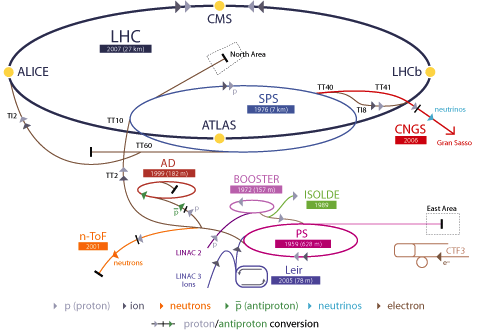 CMS
LHC
2007 (27 km)
North Area
ALICE
LHCb
p
SPS
1976 (7 km)
TT40
TT41
TI8
TI2
TT10
ATLAS
TT60
CNGS
2006
neutrinos
Gran Sasso
AD
1999 (182 m)
TT2
BOOSTER
1972 (157 m)
ISOLDE
1989
p
p̅
East Area
n-ToF
2001
neutrons
LINAC 2
p
PS
1959 (628 m)
LINAC 3
Ions
Leir
2005 (78 m)
CTF3
e⁻
p (proton) ion neutrons p̅ (antiproton) neutrinos electron
proton/antiproton conversion